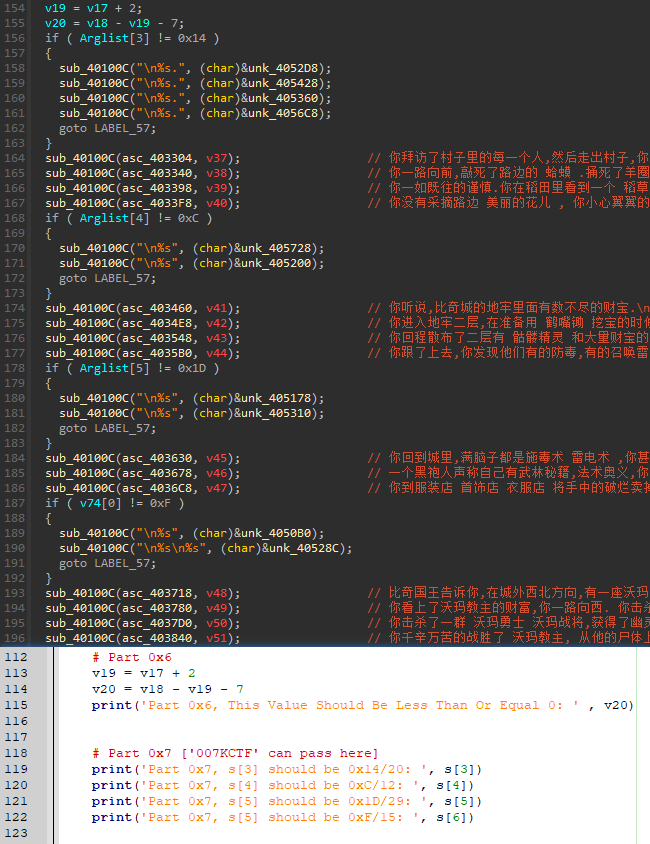 154 v19 = v17 + 2;
155 v20 = v18 - v19 - 7;
156 if ( Arglist[3] != 0x14 )
157 {
158 sub_40100C("\n%s.", (char)&unk_4052D8);
159 sub_40100C("\n%s.", (char)&unk_405428);
160 sub_40100C("\n%s.", (char)&unk_405360);
161 sub_40100C("\n%s.", (char)&unk_4056C8);
162 goto LABEL_57;
163 }
164 sub_40100C(asc_403304, v37); // 你拜访了村子里的每一个人,然后走出村子,你
165 sub_40100C(asc_403340, v38); // 你一路向前,敲死了路边的 蛤蟆 .捅死了羊圈
166 sub_40100C(asc_403398, v39); // 你一如既往的谨慎.你在稻田里看到一个 稻草
167 sub_40100C(asc_4033F8, v40); // 你没有采摘路边 美丽的花儿 , 你小心翼翼的
168 if ( Arglist[4] != 0xC )
169 {
170 sub_40100C("\n%s", (char)&unk_405728);
171 sub_40100C("\n%s", (char)&unk_405200);
172 goto LABEL_57;
173 }
174 sub_40100C(asc_403460, v41); // 你听说,比奇城的地牢里面有数不尽的财宝.\n
175 sub_40100C(asc_4034E8, v42); // 你进入地牢二层,在准备用 鹤嘴锄 挖宝的时候
176 sub_40100C(asc_403548, v43); // 你回程散布了二层有 骷髅精灵 和大量财宝的
177 sub_40100C(asc_4035B0, v44); // 你跟了上去,你发现他们有的防毒,有的召唤雷
178 if ( Arglist[5] != 0x1D )
179 {
180 sub_40100C("\n%s", (char)&unk_405178);
181 sub_40100C("\n%s", (char)&unk_405310);
182 goto LABEL_57;
183 }
184 sub_40100C(asc_403630, v45); // 你回到城里,满脑子都是施毒术 雷电术 ,你甚
185 sub_40100C(asc_403678, v46); // 一个黑袍人声称自己有武林秘籍,法术奥义,你
186 sub_40100C(asc_4036C8, v47); // 你到服装店 首饰店 衣服店 将手中的破烂卖掉
187 if ( v74[0] != 0xF )
188 {
189 sub_40100C("\n%s", (char)&unk_4050B0);
190 sub_40100C("\n%s\n%s", (char)&unk_40528C);
191 goto LABEL_57;
192 }
193 sub_40100C(asc_403718, v48); // 比奇国王告诉你,在城外西北方向,有一座沃玛
194 sub_40100C(asc_403780, v49); // 你看上了沃玛教主的财富,你一路向西. 你击杀
195 sub_40100C(asc_4037D0, v50); // 你击杀了一群 沃玛勇士 沃玛战将,获得了幽灵
196 sub_40100C(asc_403840, v51); // 你千辛万苦的战胜了 沃玛教主, 从他的尸体上
112 # Part 0x6
113 v19 = v17 + 2
114 v20 = v18 - v19 - 7
115 print('Part 0x6, This Value Should Be Less Than Or Equal 0: ' , v20)
116
117
118 # Part 0x7 ['007KCTF' can pass here]
119 print('Part 0x7, s[3] should be 0x14/20: ', s[3])
120 print('Part 0x7, s[4] should be 0xC/12: ', s[4])
121 print('Part 0x7, s[5] should be 0x1D/29: ', s[5])
122 print('Part 0x7, s[5] should be 0xF/15: ', s[6])
123